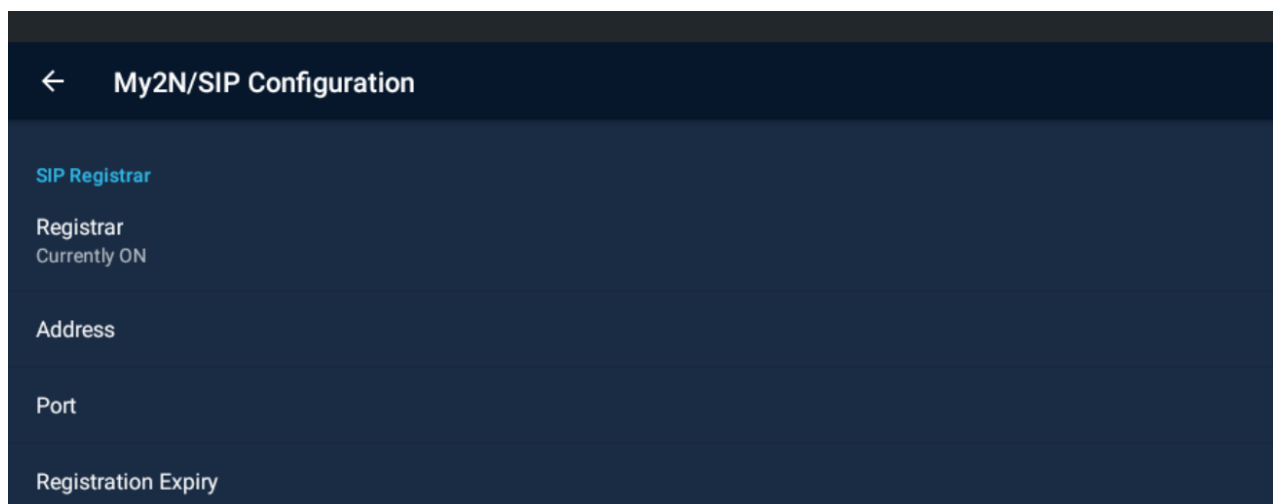 My2N/SIP Configuration
SIP Registrar
Registrar
Currently ON
Address
Port
Registration Expiry